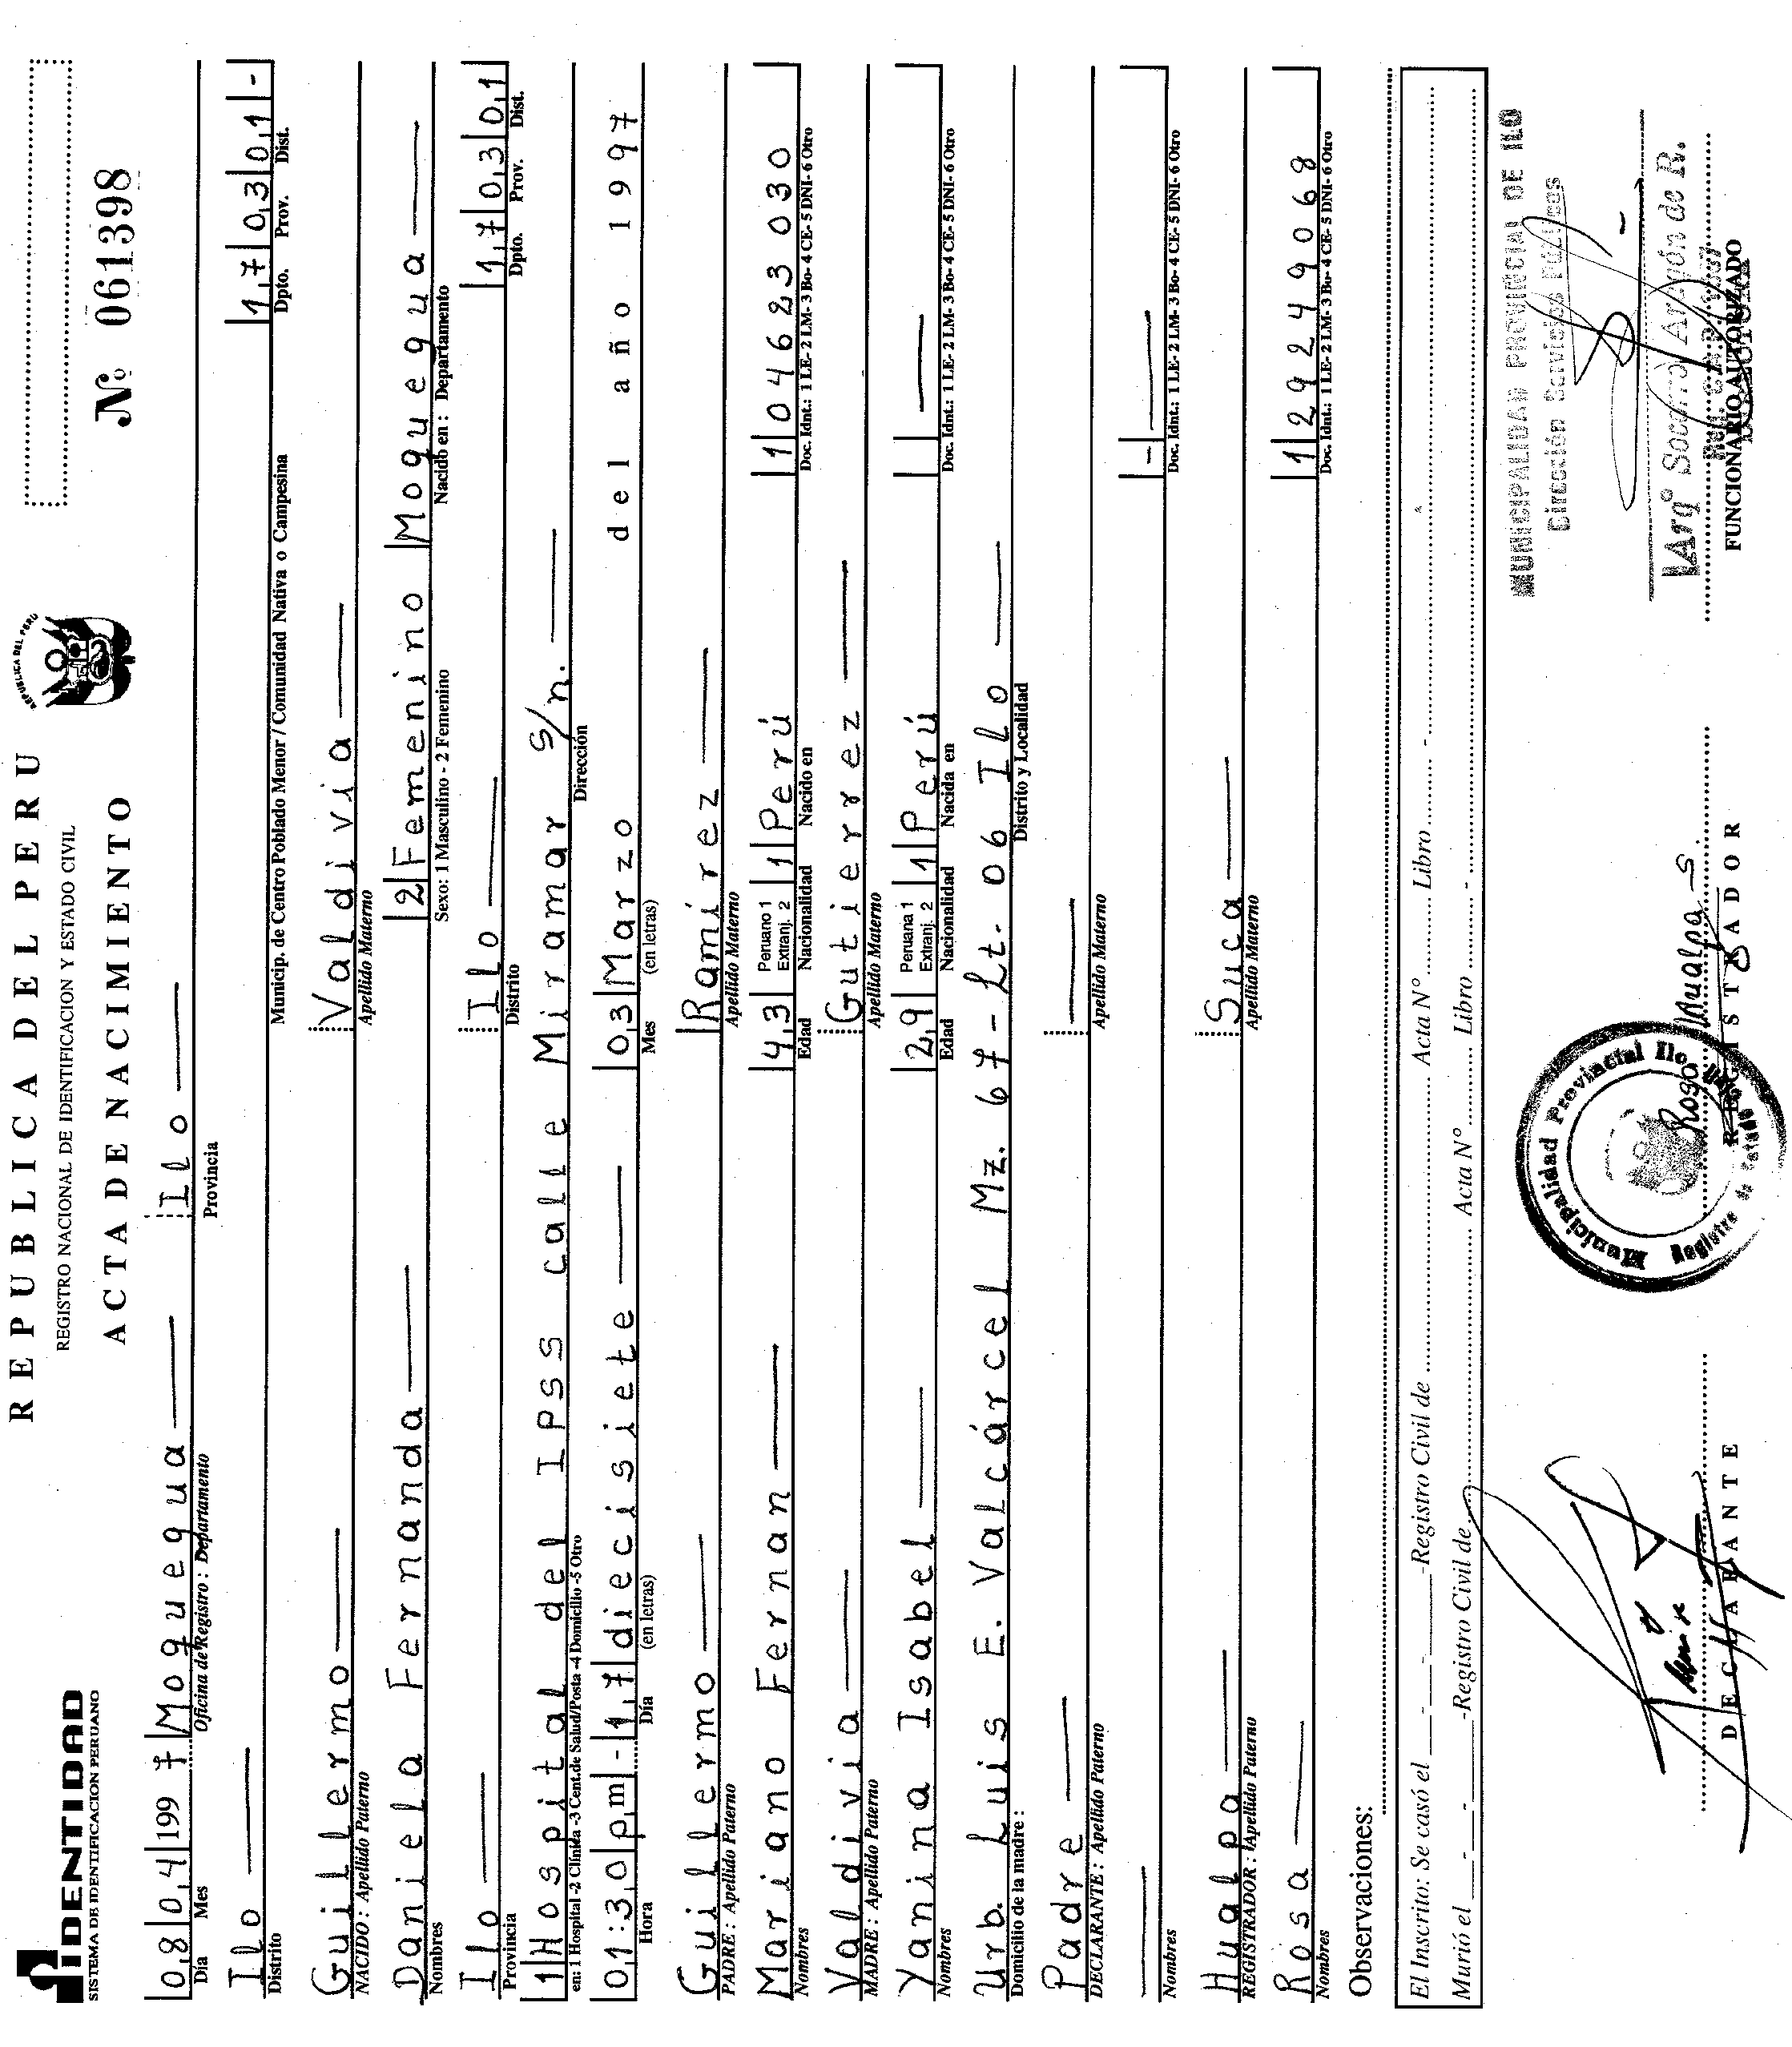 REPUBLICA DEL PERU
REGISTRO NACIONAL DE IDENTIFICACION Y ESTADO CIVIL
ACTA DE NACIMIENTO
REPUBLICA DEL PERU
IDENTIDAD
SISTEMA DE IDENTIFICACION PERUANO
Nº 061398
08 04 1997 Moquegua Ilo
Día Mes Oficina de Registro : Departamento Provincia
Ilo 17 03 01 -
Distrito Municip. de Centro Poblado Menor / Comunidad Nativa o Campesina Dpto. Prov. Dist.
Guillermo Valdivia
NACIDO : Apellido Paterno Apellido Materno
Daniela Fernanda 2 Femenino Moquegua
Nombres Sexo: 1 Masculino - 2 Femenino Nacido en : Departamento
Ilo Ilo 17 03 01
Provincia Distrito Dpto. Prov. Dist.
1 Hospital del IPSS calle Miramar s/n.
en: 1 Hospital -2 Clínika -3 Cent.de Salud/Posta -4 Domicilio -5 Otro Dirección
01:30 pm - 17 diecisiete 03 Marzo del año 1997
Hora Día (en letras) Mes (en letras)
Guillermo Ramírez
PADRE : Apellido Paterno Apellido Materno
Mariano Fernan 43 Peruano 1 Extranj. 2 1 Perú 1 04623030
Nombres Edad Nacionalidad Nacido en Doc. Idnt.: 1 LE- 2 LM- 3 Bo- 4 CE- 5 DNI- 6 Otro
Valdivia Gutierrez
MADRE : Apellido Paterno Apellido Materno
Yanina Isabel 29 Peruana 1 Extranj. 2 1 Perú
Nombres Edad Nacionalidad Nacida en Doc. Idnt.: 1 LE- 2 LM- 3 Bo- 4 CE- 5 DNI- 6 Otro
Urb. Luis E. Valcárcel Mz. 67-Lt. 06 Ilo
Domicilio de la madre : Distrito y Localidad
Padre
DECLARANTE : Apellido Paterno Apellido Materno
-
Nombres Doc. Idnt.: 1 LE- 2 LM- 3 Bo- 4 CE- 5 DNI- 6 Otro
Hualpa Suca
REGISTRADOR : Apellido Paterno Apellido Materno
Rosa 1 29249068
Nombres Doc. Idnt.: 1 LE- 2 LM- 3 Bo- 4 CE- 5 DNI- 6 Otro
Observaciones:
El Inscrito: Se casó el - - -Registro Civil de Acta Nº Libro -
Murió el - - -Registro Civil de Acta Nº Libro -
MUNICIPALIDAD PROVINCIAL DE ILO
Dirección Servicios Públicos
Municipalidad Provincial Ilo
Registro de Estado
Rosa Hualpa S.
Arqº Socorro Aragón de R.
DECLARANTE REGISTRADOR FUNCIONARIO AUTORIZADO